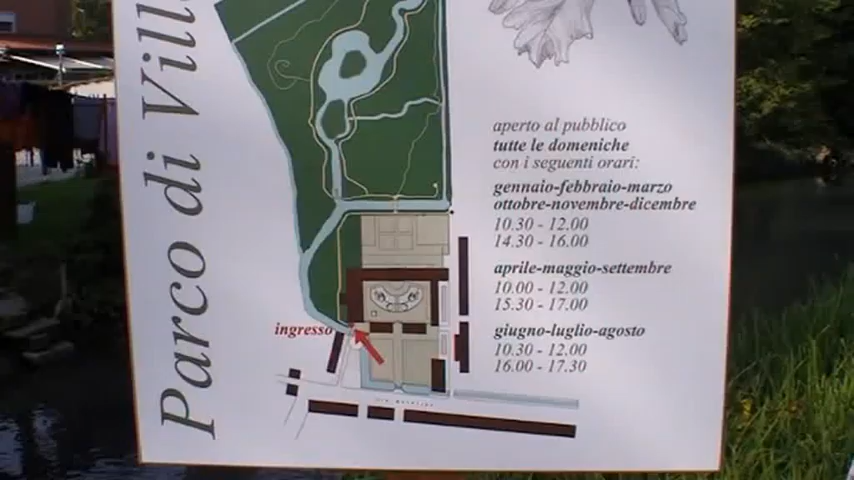 Parco di Vill
aperto al pubblico
tutte le domeniche
con i seguenti orari:
gennaio-febbraio-marzo
ottobre-novembre-dicembre
10.30 - 12.00
14.30 - 16.00
aprile-maggio-settembre
10.00 - 12.00
15.30 - 17.00
giugno-luglio-agosto
10.30 - 12.00
16.00 - 17.30
ingresso